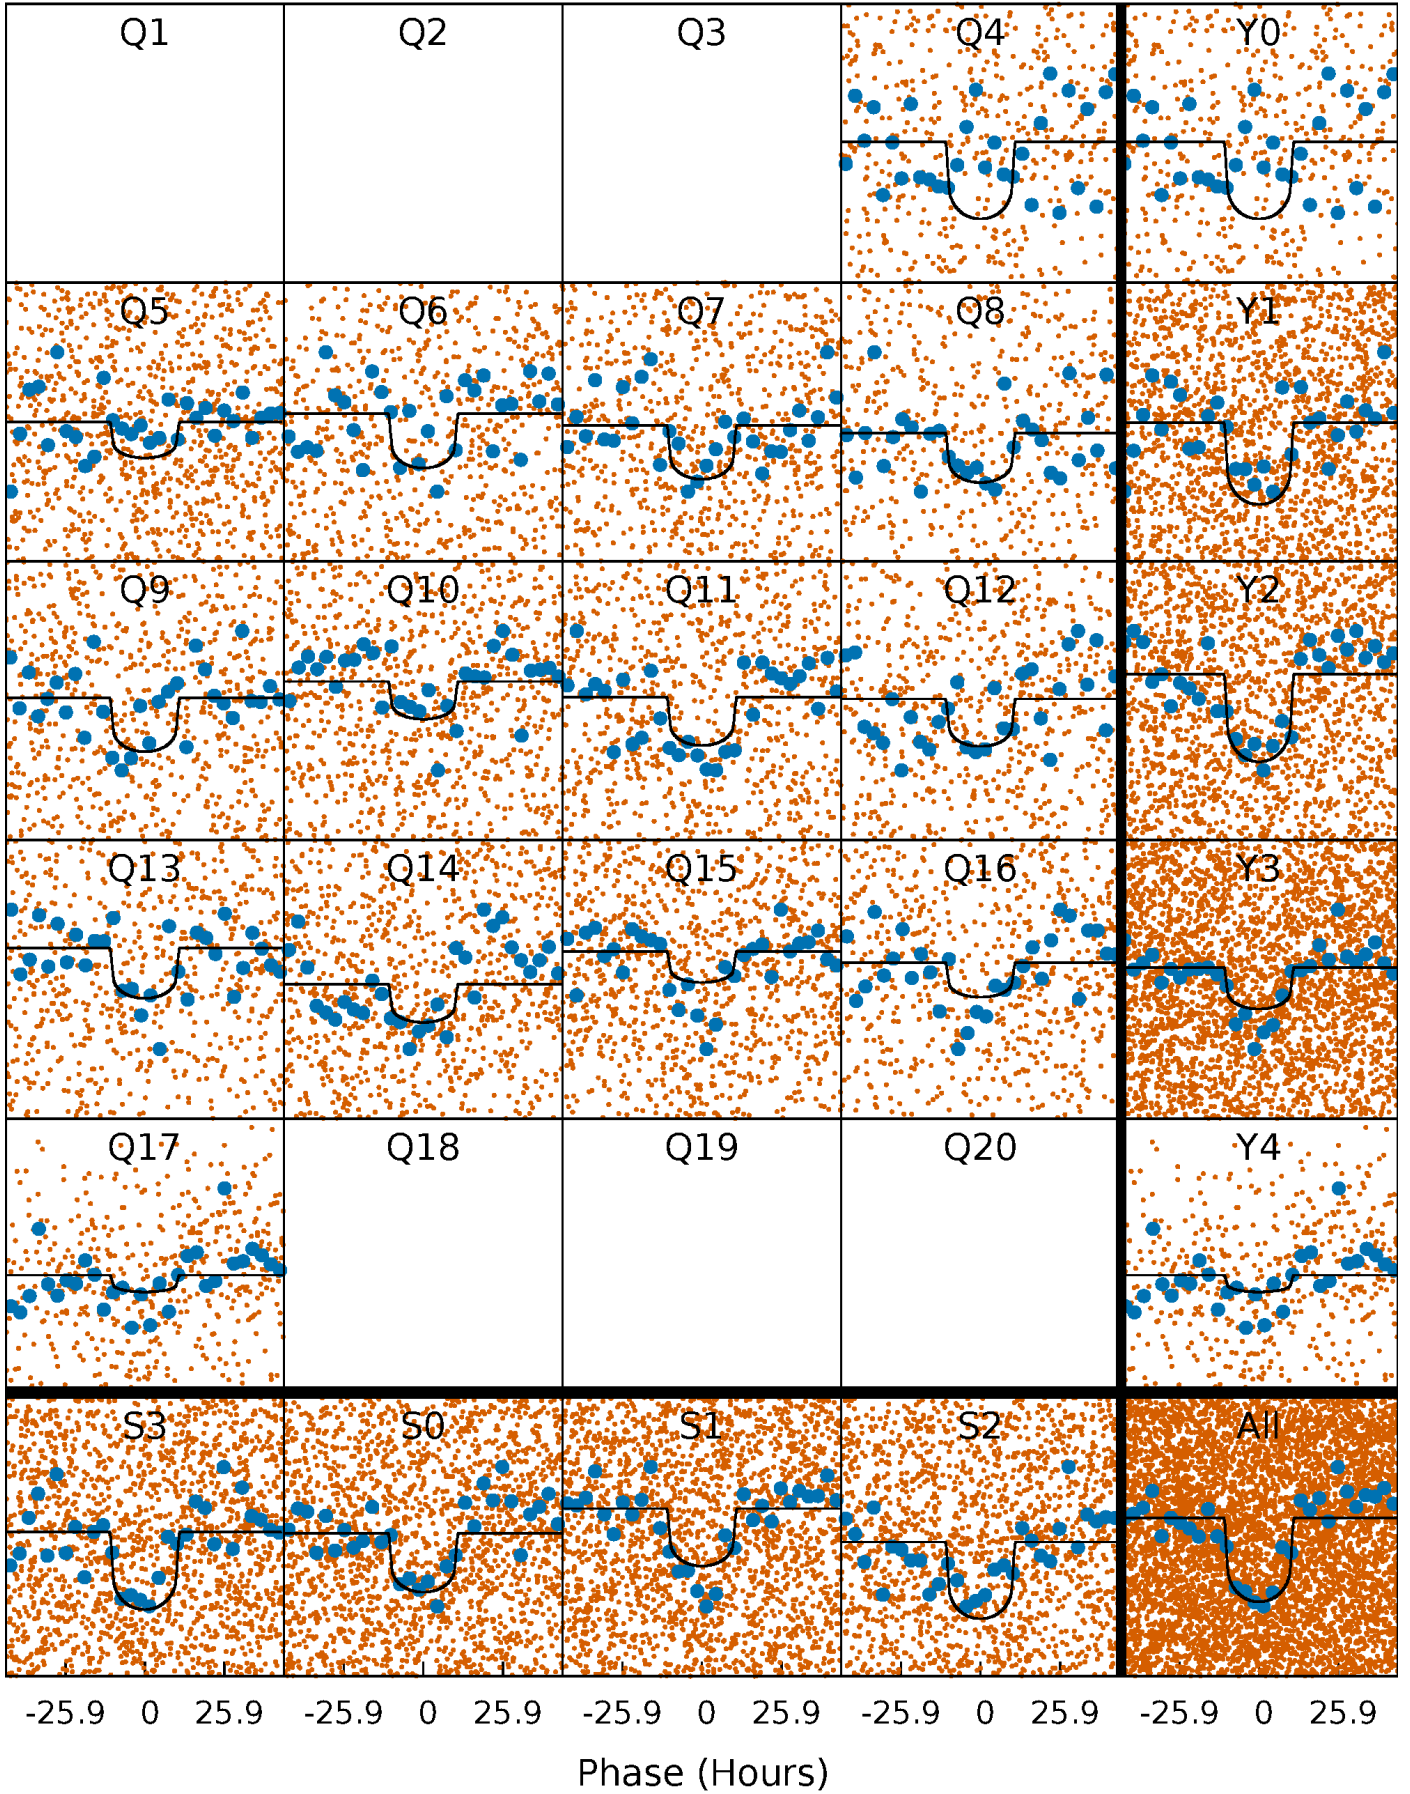 Q1 Q2 Q3 Q4 Y0
Q5 Q6 Q7 Q8 Y1
Q9 Q10 Q11 Q12 Y2
Q13 Q14 Q15 Q16 Y3
Q17 Q18 Q19 Q20 Y4
S3 S0 S1 S2 All
-25.9 0 25.9 -25.9 0 25.9 -25.9 0 25.9 -25.9 0 25.9 -25.9 0 25.9
Phase (Hours)